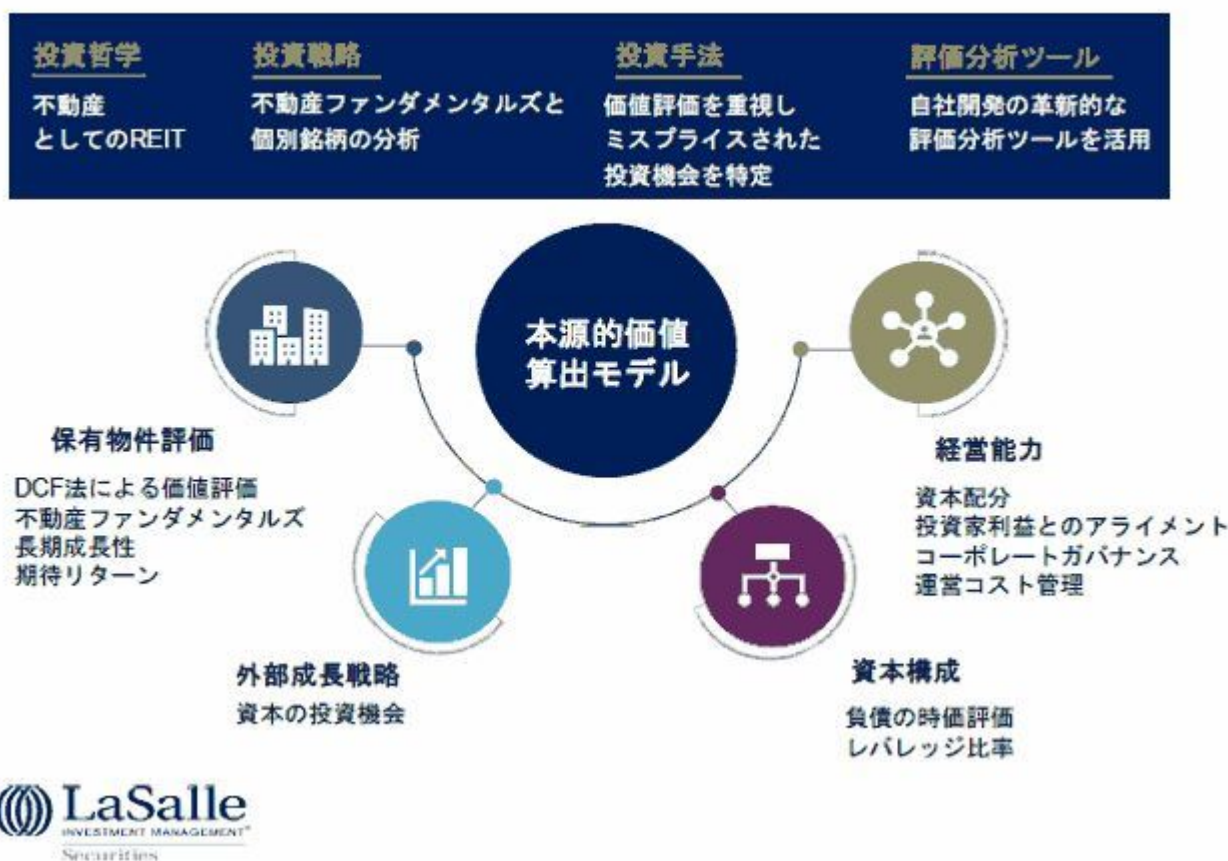 投資哲学
不動産
としてのREIT
投資戦略
不動産ファンダメンタルズと
個別銘柄の分析
投資手法
価値評価を重視し
ミスプライスされた
投資機会を特定
評価分析ツール
自社開発の革新的な
評価分析ツールを活用
本源的価値
算出モデル
保有物件評価
DCF法による価値評価
不動産ファンダメンタルズ
長期成長性
期待リターン
外部成長戦略
資本の投資機会
資本構成
負債の時価評価
レバレッジ比率
経営能力
資本配分
投資家利益とのアライメント
コーポレートガバナンス
運営コスト管理
LaSalle
INVESTMENT MANAGEMENT®
Securities